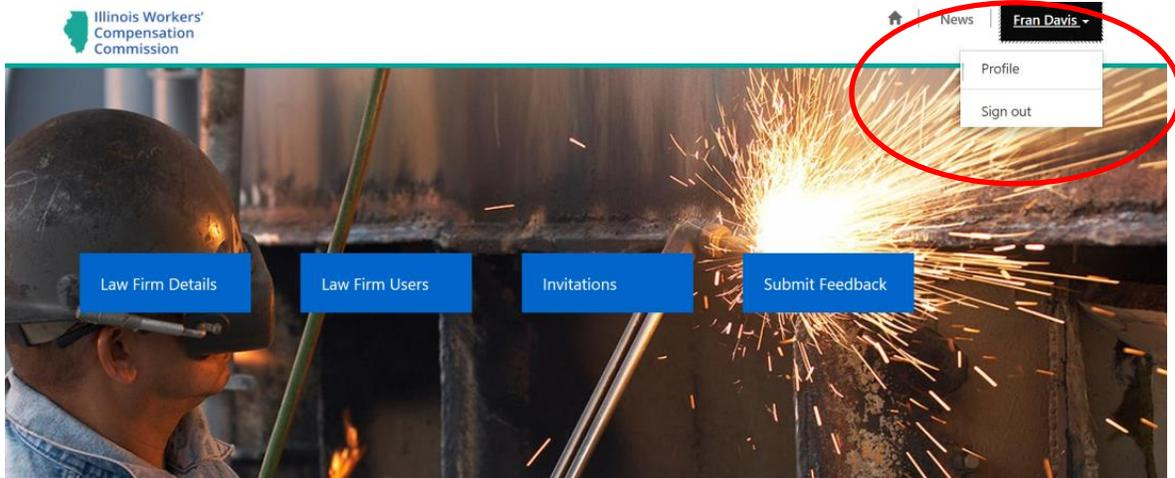 Illinois Workers'
Compensation
Commission
News
Fran Davis
Profile
Sign out
Law Firm Details
Law Firm Users
Invitations
Submit Feedback